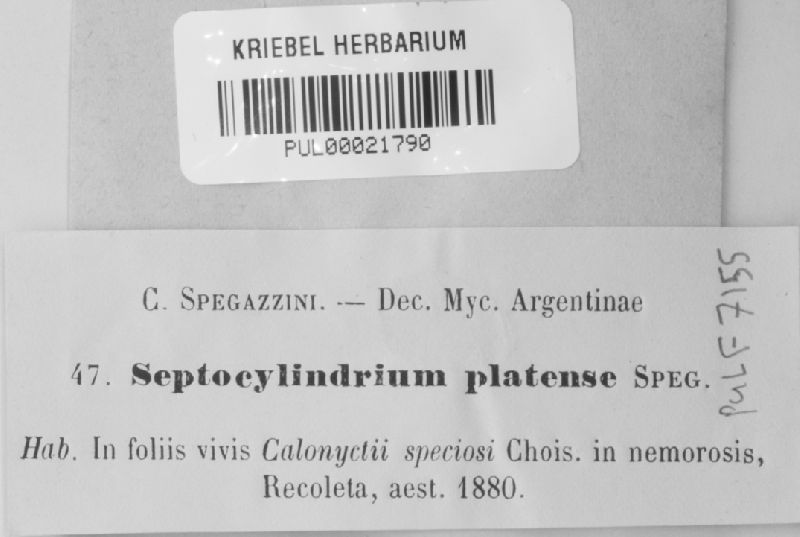 KRIEBEL HERBARIUM
PUL00021790
C. SPEGAZZINI. — Dec. Myc. Argentinae
47. Septocylindrium platense SPEG.
Hab. In foliis vivis Calonyctii speciosi Chois. in nemorosis,
Recoleta, aest. 1880.
PUL F 7155